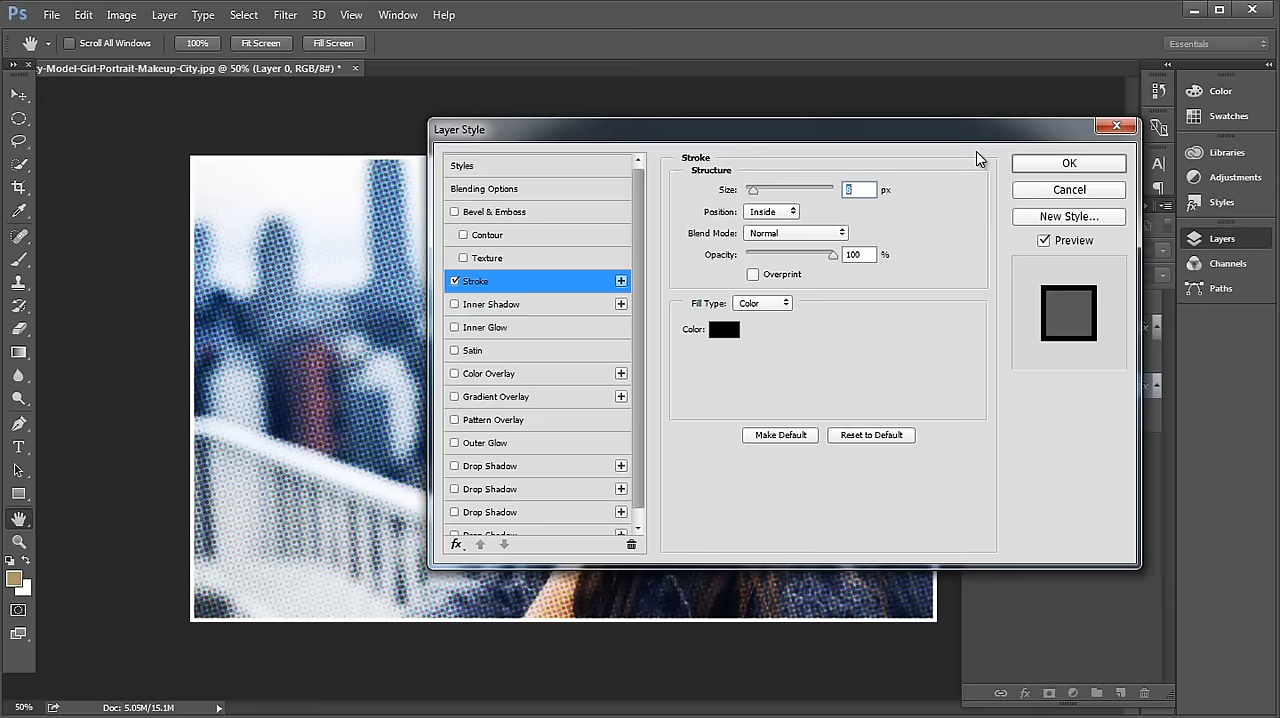 Ps File Edit Image Layer Type Select Filter 3D View Window Help
Scroll All Windows 100% Fit Screen Fill Screen Essentials
y-Model-Girl-Portrait-Makeup-City.jpg @ 50% (Layer 0, RGB/8#) *
Layer Style
Styles
Blending Options
Bevel & Emboss
Contour
Texture
Stroke
Inner Shadow
Inner Glow
Satin
Color Overlay
Gradient Overlay
Pattern Overlay
Outer Glow
Drop Shadow
Drop Shadow
Drop Shadow
Drop Shadow
fx
Stroke
Structure
Size: 8 px
Position: Inside
Blend Mode: Normal
Opacity: 100 %
Overprint
Fill Type: Color
Color:
Make Default Reset to Default
OK
Cancel
New Style...
Preview
Color
Swatches
Libraries
Adjustments
Styles
Layers
Channels
Paths
50% Doc: 5.05M/15.1M
fx